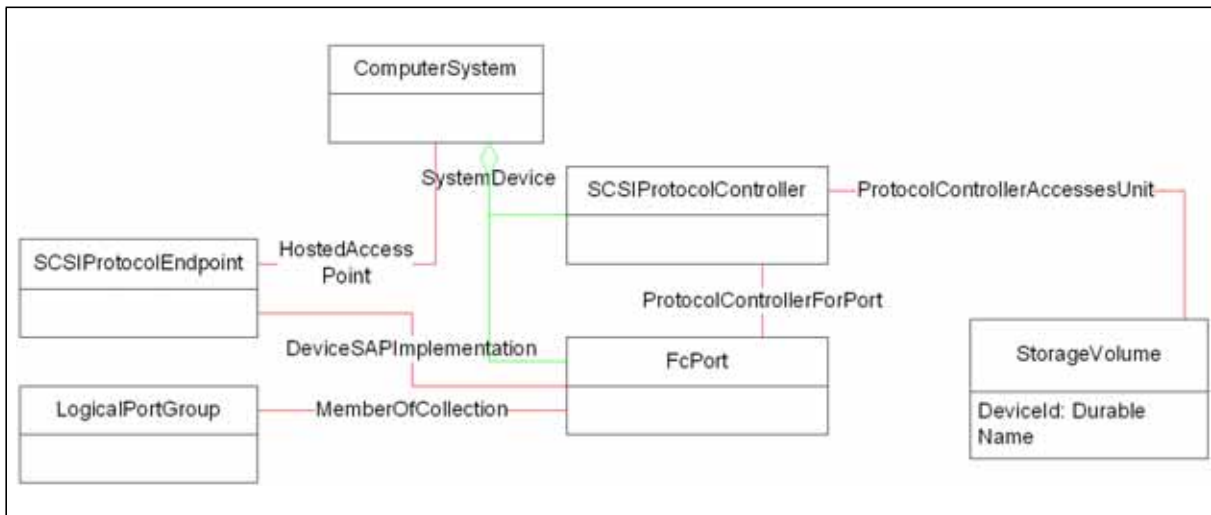 ComputerSystem
SystemDevice
SCSIProtocolController
ProtocolControllerAccessesUnit
SCSIProtocolEndpoint
HostedAccess
Point
ProtocolControllerForPort
DeviceSAPImplementation
FcPort
StorageVolume
LogicalPortGroup
MemberOfCollection
DeviceId: Durable
Name